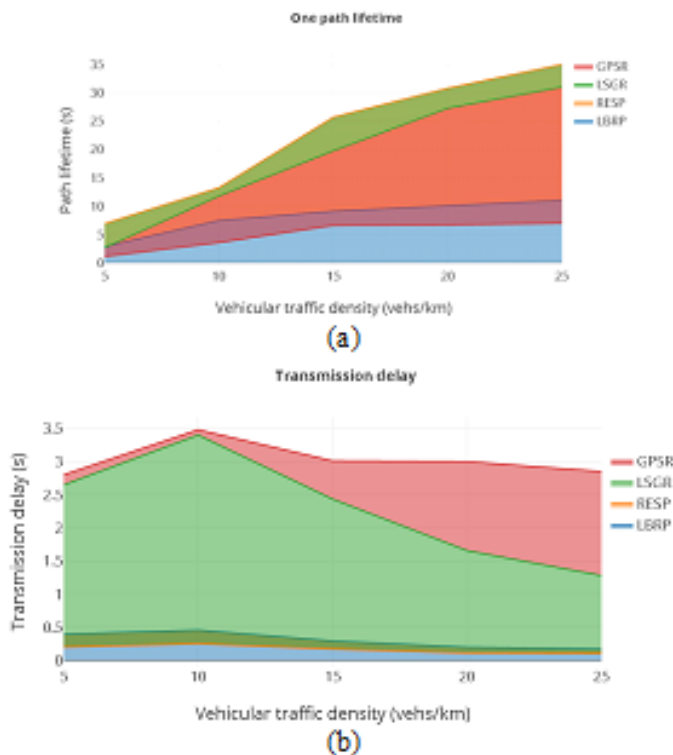 One path lifetime
35
30
25
20
15
10
5
0
Path lifetime (s)
5 10 15 20 25
Vehicular traffic density (vehs/km)
GPSR
LSGR
RESP
LBRP
(a)
Transmission delay
3.5
3
2.5
2
1.5
1
0.5
0
Transmission delay (s)
5 10 15 20 25
Vehicular traffic density (vehs/km)
GPSR
LSGR
RESP
LBRP
(b)